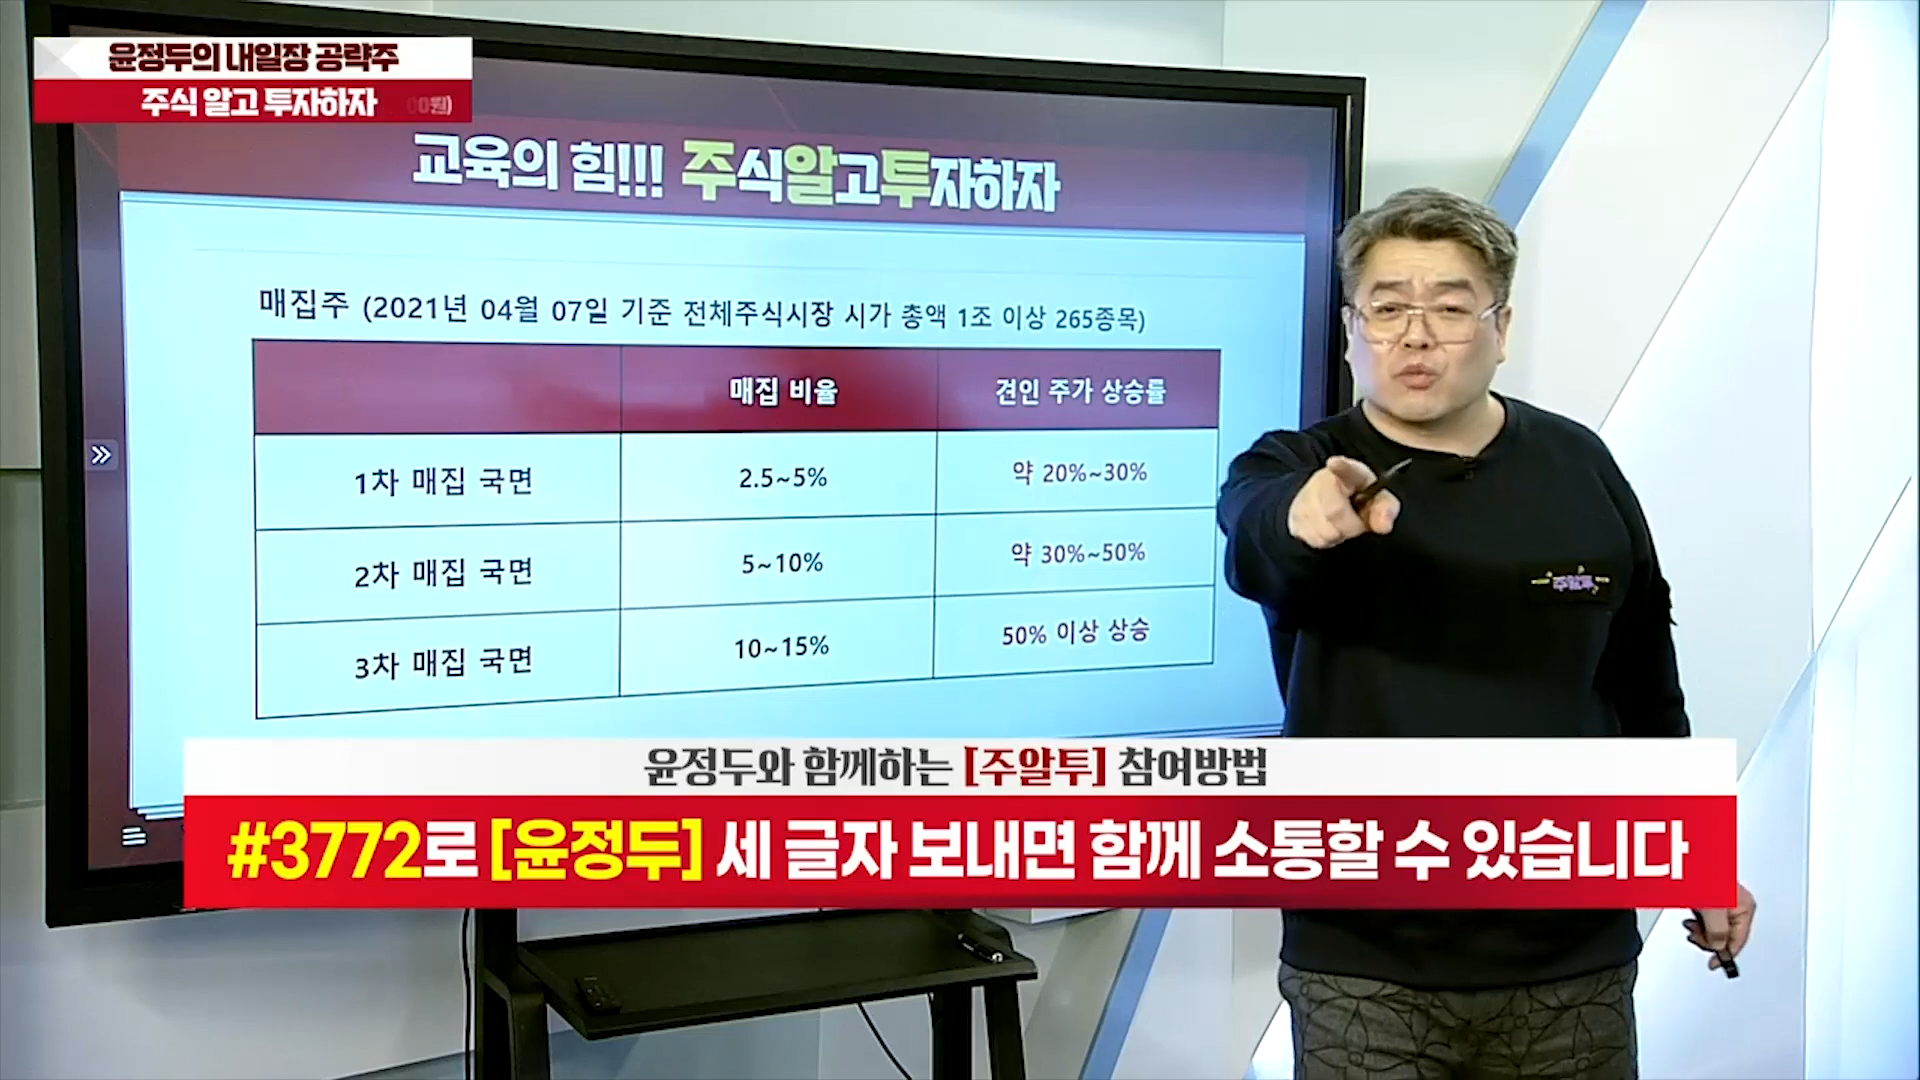 윤정두의 내일장 공략주
주식 알고 투자하자
00원)
교육의 힘!!! 주식알고투자하자
매집주 (2021년 04월 07일 기준 전체주식시장 시가 총액 1조 이상 265종목)
매집 비율 견인 주가 상승률
1차 매집 국면 2.5~5% 약 20%~30%
2차 매집 국면 5~10% 약 30%~50%
3차 매집 국면 10~15% 50% 이상 상승
주알투
윤정두와 함께하는 [주알투] 참여방법
#3772로 [윤정두] 세 글자 보내면 함께 소통할 수 있습니다